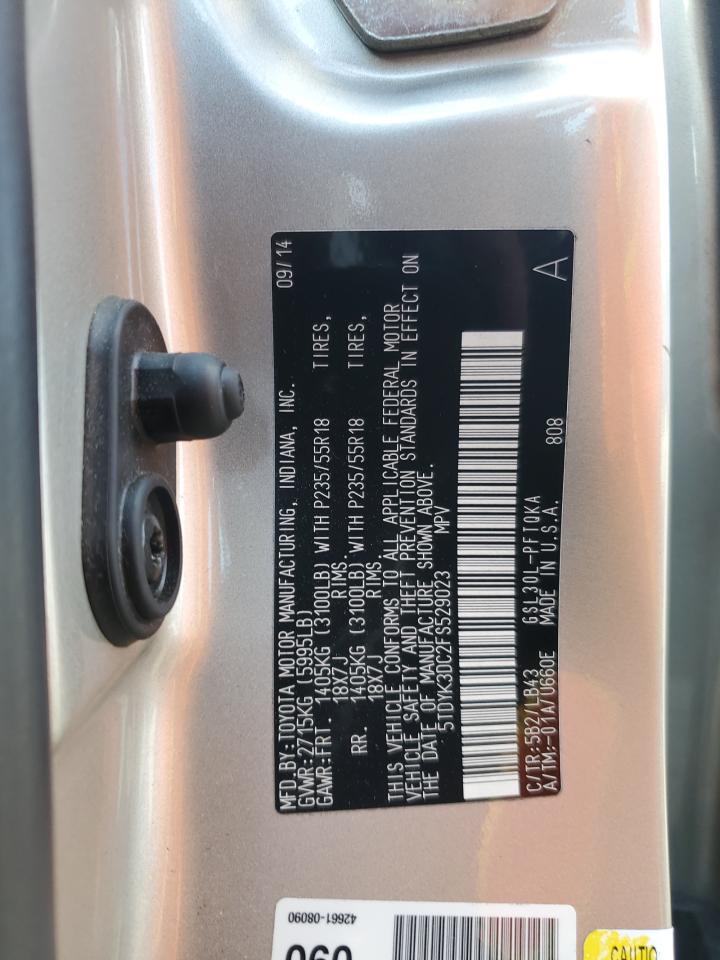 MFD.BY:TOYOTA MOTOR MANUFACTURING, INDIANA, INC. 09/14
GVWR:2715KG (5995LB)
GAWR:FRT. 1405KG (3100LB) WITH P235/55R18 TIRES,
18X7J RIMS.
RR. 1405KG (3100LB) WITH P235/55R18 TIRES,
18X7J RIMS.
THIS VEHICLE CONFORMS TO ALL APPLICABLE FEDERAL MOTOR
VEHICLE SAFETY AND THEFT PREVENTION STANDARDS IN EFFECT ON
THE DATE OF MANUFACTURE SHOWN ABOVE.
5TDYK3DC2FS529023 MPV
C/TR:5B2/LB43 GSL30L-PFTQKA 808
A/TM:-01A/U660E MADE IN U.S.A. A
42661-08090
090
CAUTIO